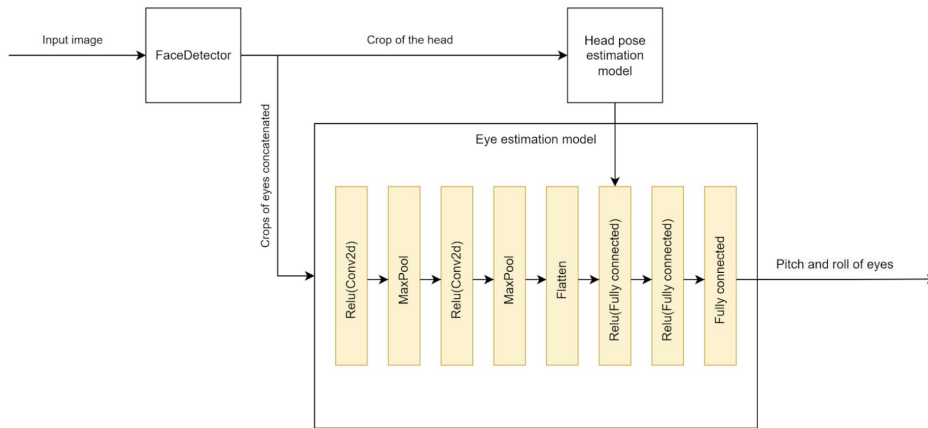 Input image
FaceDetector
Crop of the head
Head pose
estimation
model
Crops of eyes concatenated
Eye estimation model
Relu(Conv2d)
MaxPool
Relu(Conv2d)
MaxPool
Flatten
Relu(Fully connected)
Relu(Fully connected)
Fully connected
Pitch and roll of eyes